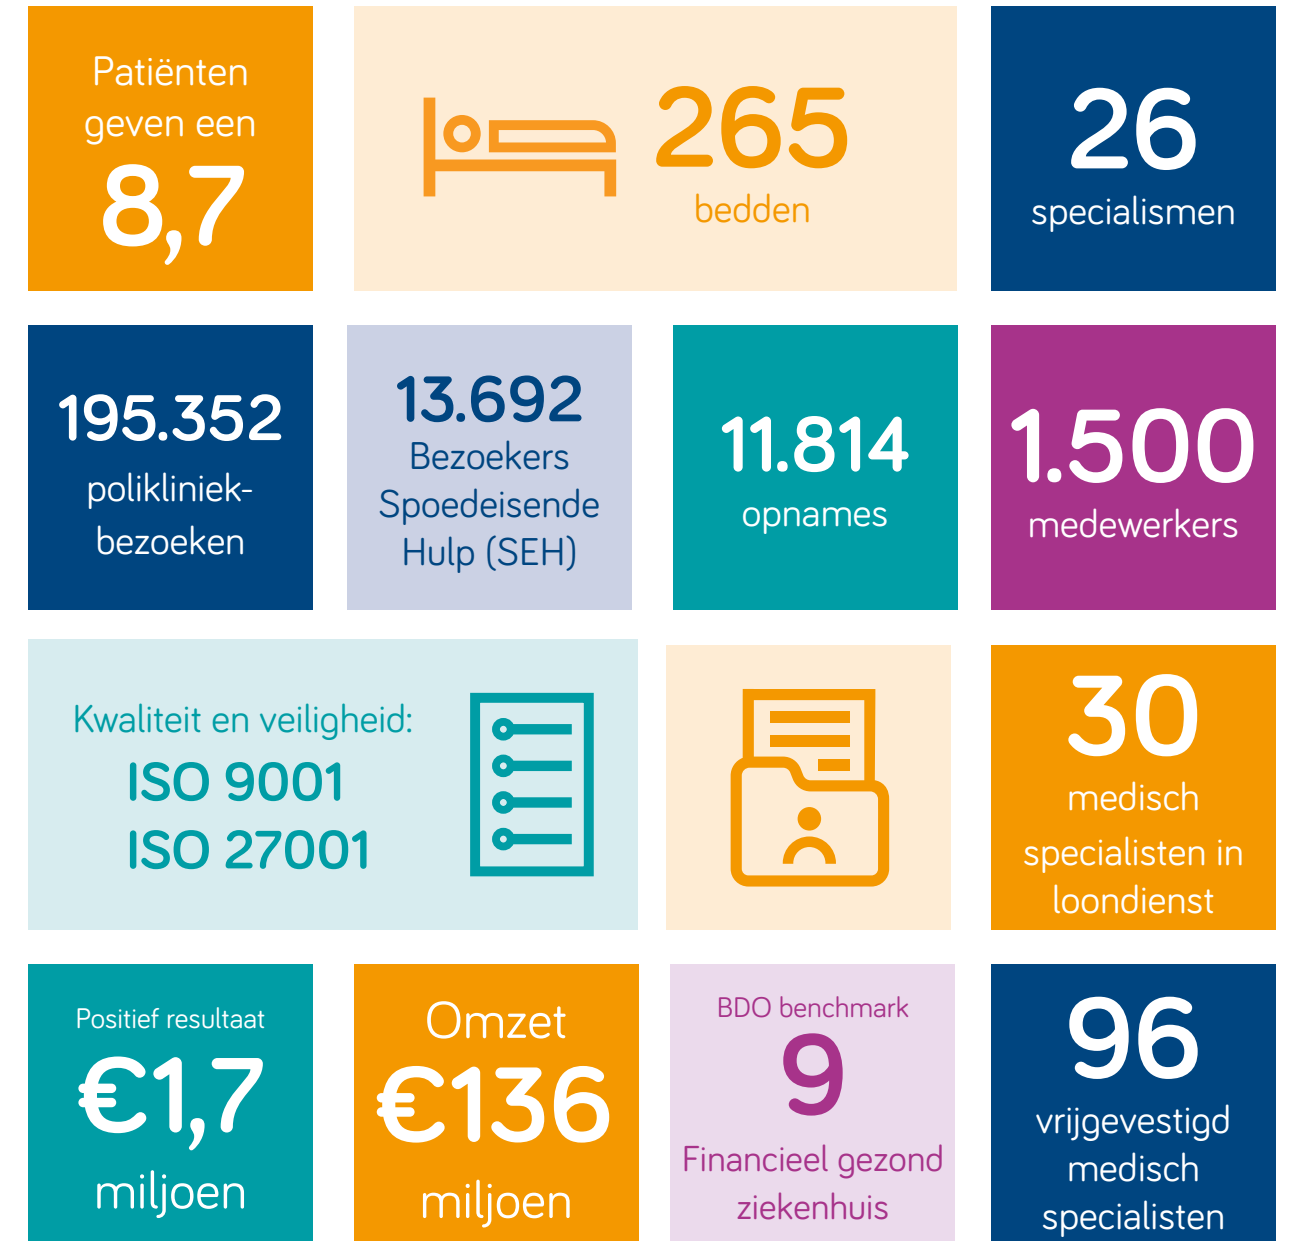 Patiënten
geven een
8,7
265
bedden
26
specialismen
195.352
polikliniek-
bezoeken
13.692
Bezoekers
Spoedeisende
Hulp (SEH)
11.814
opnames
1.500
medewerkers
Kwaliteit en veiligheid:
ISO 9001
ISO 27001
30
medisch
specialisten in
loondienst
Positief resultaat
€1,7
miljoen
Omzet
€136
miljoen
BDO benchmark
9
Financieel gezond
ziekenhuis
96
vrijgevestigd
medisch
specialisten